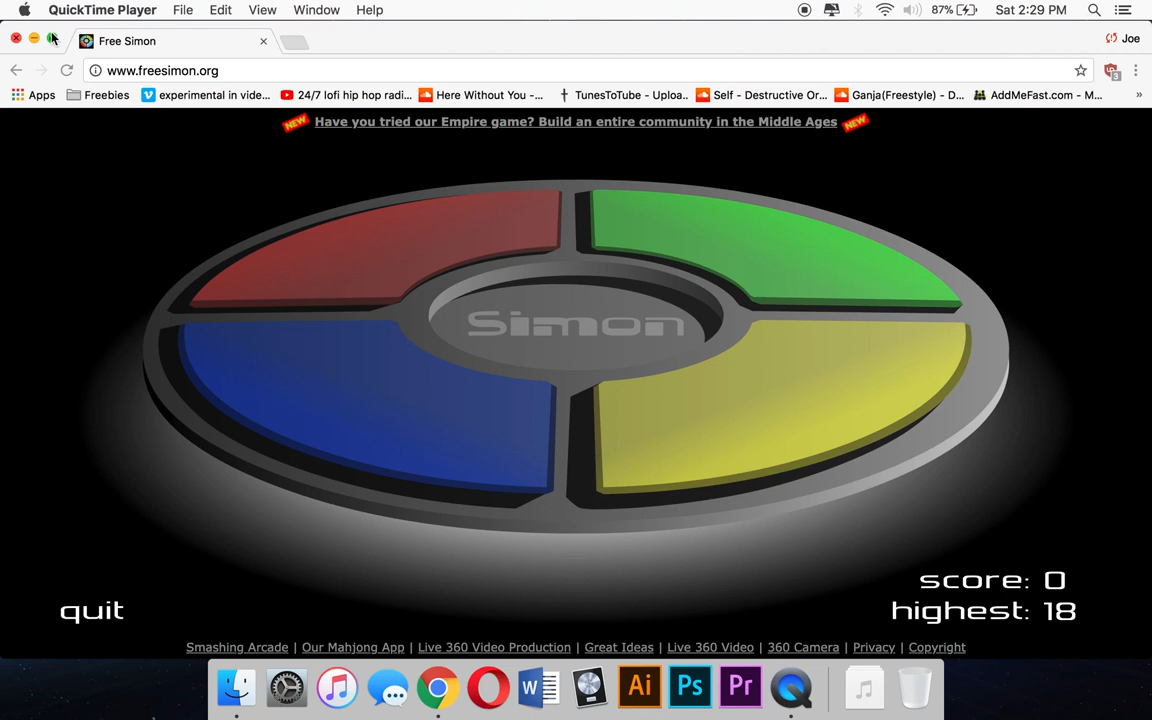 QuickTime Player File Edit View Window Help 87% Sat 2:29 PM
Free Simon Joe
www.freesimon.org 3
Apps Freebies experimental in vide... 24/7 lofi hip hop radi... Here Without You -... TunesToTube - Uploa... Self - Destructive Or... Ganja(Freestyle) - D... AddMeFast.com - M... »
NEW Have you tried our Empire game? Build an entire community in the Middle Ages NEW
Simon
score: 0
quit highest: 18
Smashing Arcade | Our Mahjong App | Live 360 Video Production | Great Ideas | Live 360 Video | 360 Camera | Privacy | Copyright
W Ai Ps Pr